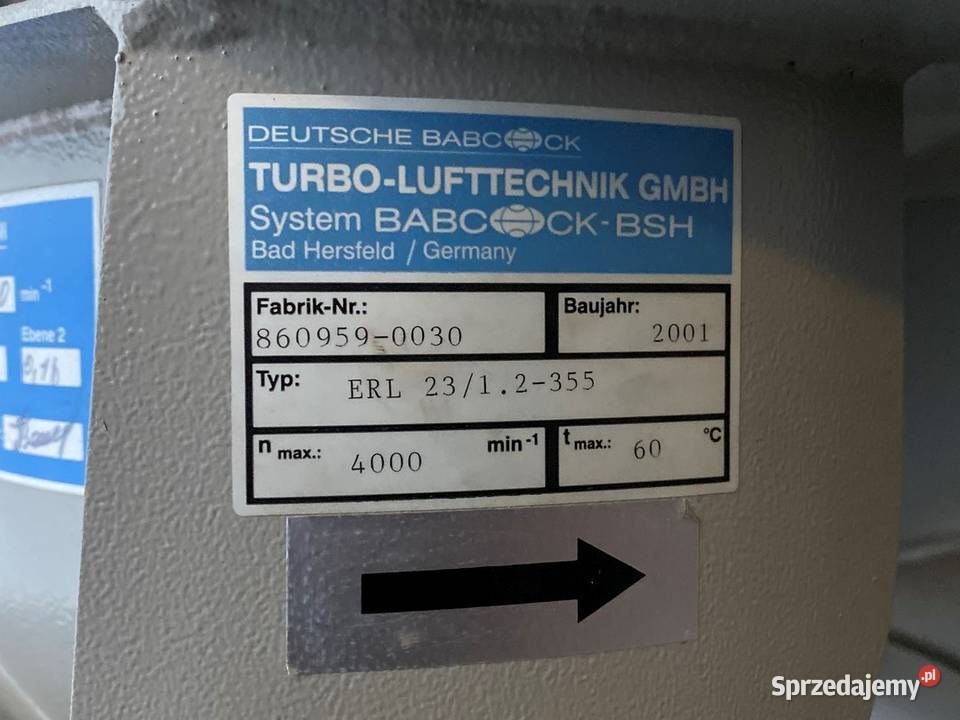 DEUTSCHE BABCOCK
TURBO-LUFTTECHNIK GMBH
System BABCOCK-BSH
Bad Hersfeld / Germany
Fabrik-Nr.:
860959-0030
Baujahr:
2001
Typ:
ERL 23/1.2-355
n max.:
4000
min⁻¹
t max.:
60
°C
min⁻¹
Ebene 2
Sprzedajemy.pl